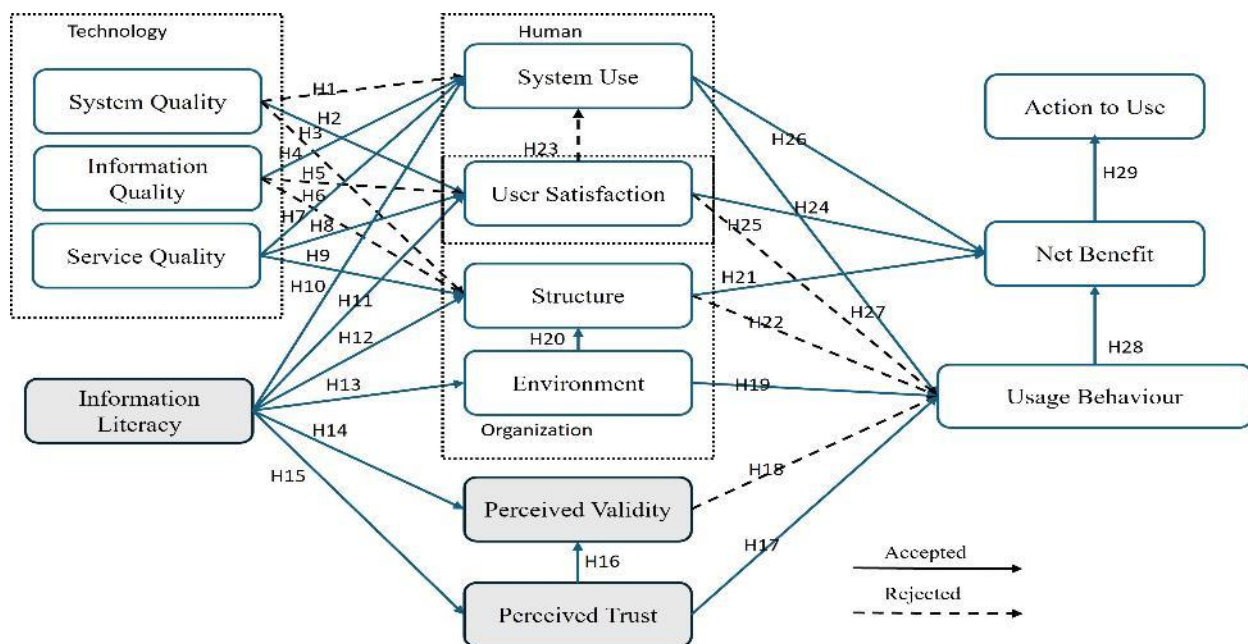 Technology
System Quality
Information
Quality
Service Quality
Information
Literacy
H1
H2
H3
H4
H5
H6
H7
H8
H9
H10
H11
H12
H13
H14
H15
Human
System Use
H23
User Satisfaction
Structure
H20
Environment
Organization
Perceived Validity
H16
Perceived Trust
H26
H24
H25
H21
H27
H22
H19
H18
H17
Action to Use
H29
Net Benefit
H28
Usage Behaviour
Accepted
Rejected